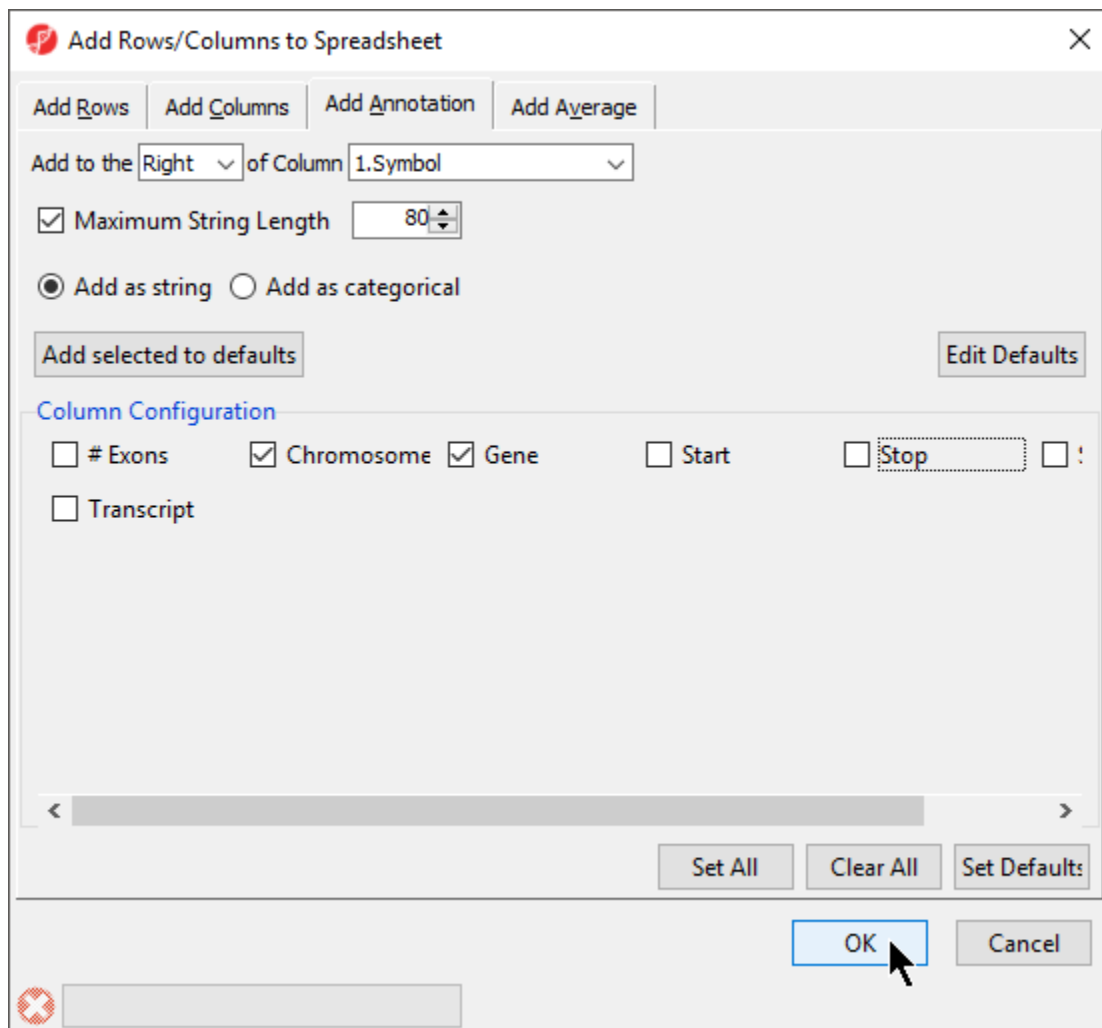 Add Rows/Columns to Spreadsheet
Add Rows Add Columns Add Annotation Add Average
Add to the Right of Column 1.Symbol
Maximum String Length 80
Add as string Add as categorical
Add selected to defaults Edit Defaults
Column Configuration
# Exons Chromosome Gene Start Stop
Transcript
Set All Clear All Set Defaults
OK Cancel